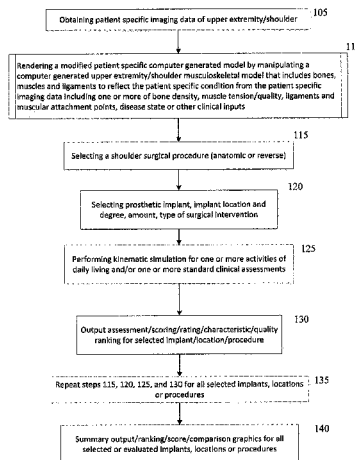 105
Obtaining patient specific imaging data of upper extremity/shoulder
11
Rendering a modified patient specific computer generated model by manipulating a
computer generated upper extremity/shoulder musculoskeletal model that includes bones,
muscles and ligaments to reflect the patient specific condition from the patient specific
imaging data including one or more of bone density, muscle tension/quality, ligaments and
muscular attachment points, disease state or other clinical inputs
115
Selecting a shoulder surgical procedure (anatomic or reverse)
120
Selecting prosthetic implant, implant location and
degree, amount, type of surgical intervention
125
Performing kinematic simulation for one or more activities of
daily living and/or one or more standard clinical assessments
130
Output assessment/scoring/rating/characteristic/quality
ranking for selected implant/location/procedure
135
Repeat steps 115, 120, 125, and 130 for all selected implants, locations
or procedures
140
Summary output/ranking/score/comparison graphics for all
selected or evaluated implants, locations or procedures